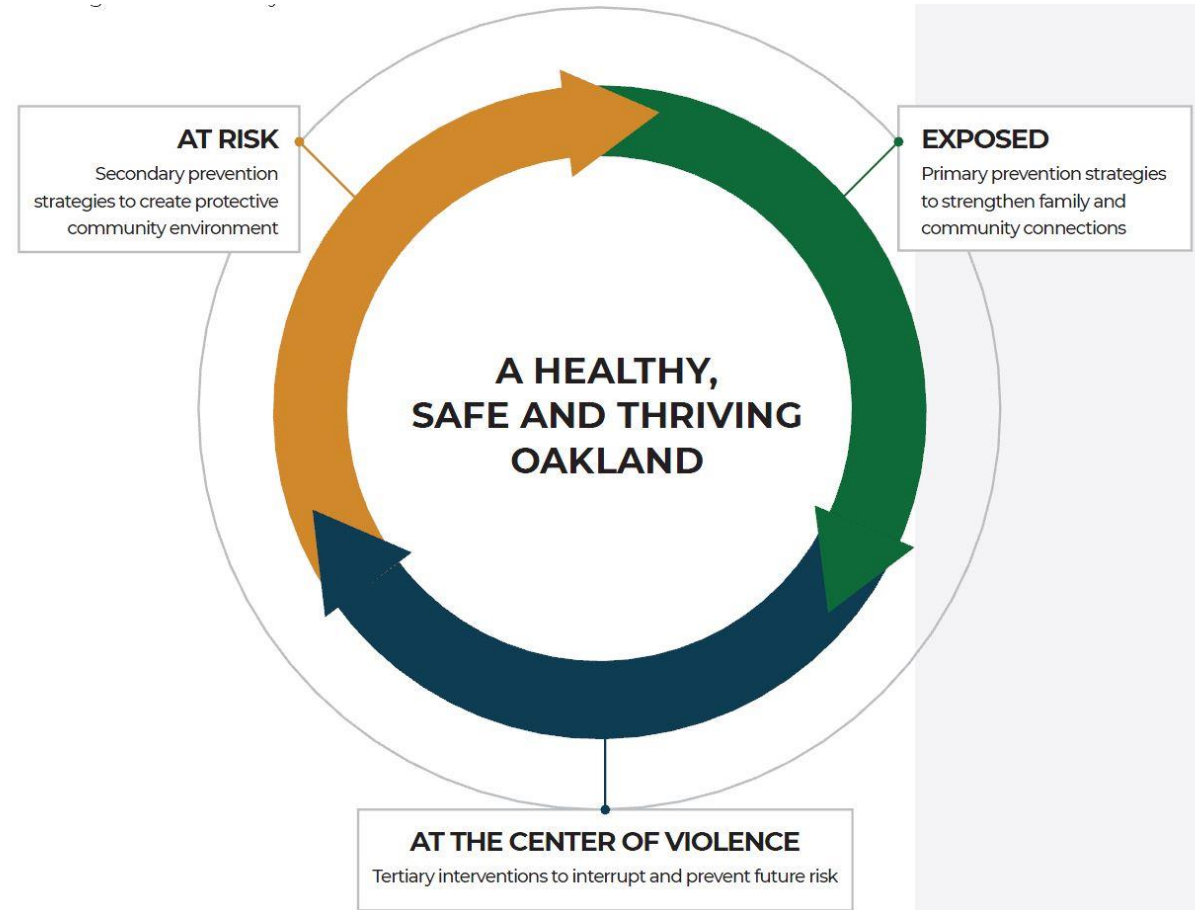 AT RISK
Secondary prevention
strategies to create protective
community environment
EXPOSED
Primary prevention strategies
to strengthen family and
community connections
A HEALTHY,
SAFE AND THRIVING
OAKLAND
AT THE CENTER OF VIOLENCE
Tertiary interventions to interrupt and prevent future risk